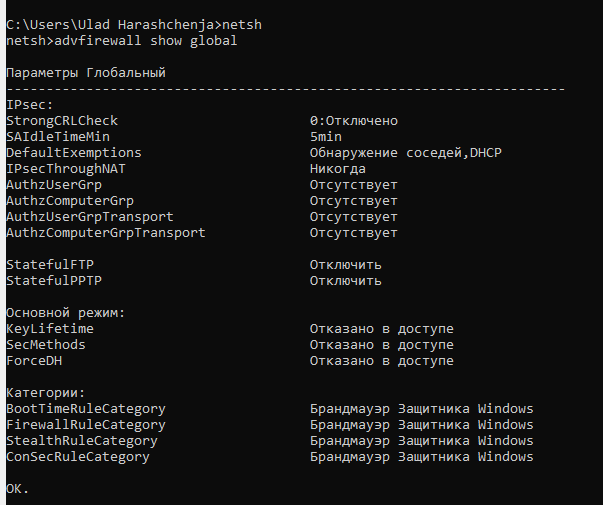 C:\Users\Ulad Harashchenja>netsh
netsh>advfirewall show global
Параметры Глобальный
----------------------------------------------------------------------
IPsec:
StrongCRLCheck                        0:Отключено
SAIdleTimeMin                         5min
DefaultExemptions                     Обнаружение соседей,DHCP
IPsecThroughNAT                       Никогда
AuthzUserGrp                          Отсутствует
AuthzComputerGrp                      Отсутствует
AuthzUserGrpTransport                 Отсутствует
AuthzComputerGrpTransport             Отсутствует
StatefulFTP                           Отключить
StatefulPPTP                          Отключить
Основной режим:
KeyLifetime                           Отказано в доступе
SecMethods                            Отказано в доступе
ForceDH                               Отказано в доступе
Категории:
BootTimeRuleCategory                  Брандмауэр Защитника Windows
FirewallRuleCategory                  Брандмауэр Защитника Windows
StealthRuleCategory                   Брандмауэр Защитника Windows
ConSecRuleCategory                    Брандмауэр Защитника Windows
ОК.